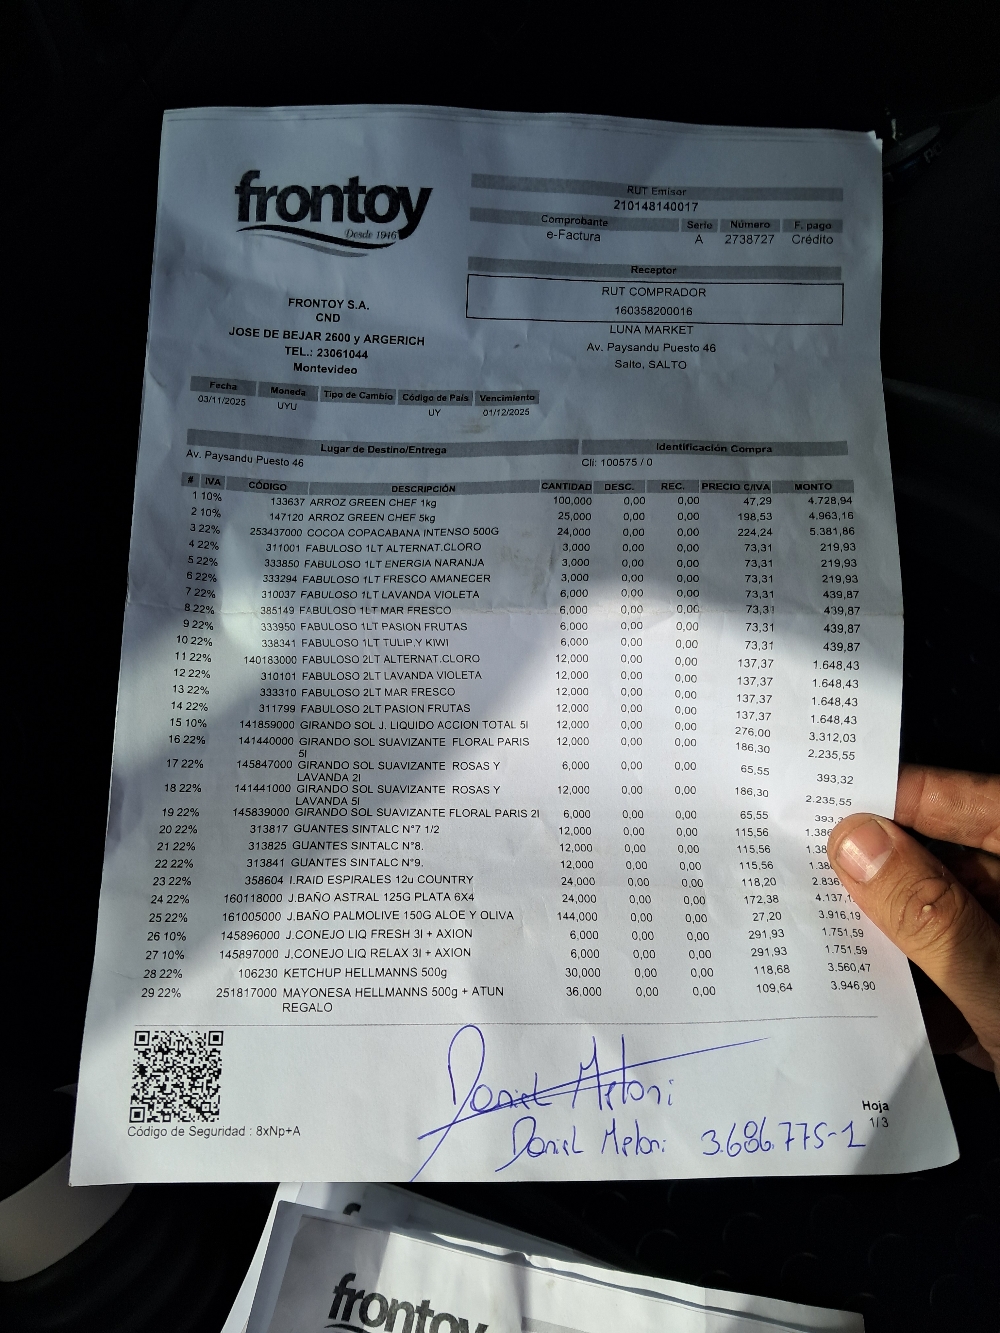 frontoy
Desde 1946
RUT Emisor
210148140017
Comprobante Serie Número F. pago
e-Factura A 2738727 Crédito
Receptor
RUT COMPRADOR
160358200016
LUNA MARKET
Av. Paysandu Puesto 46
Salto, SALTO
FRONTOY S.A.
CND
JOSE DE BEJAR 2600 y ARGERICH
TEL.: 23061044
Montevideo
Fecha Moneda Tipo de Cambio Código de País Vencimiento
03/11/2025 UYU UY 01/12/2025
Lugar de Destino/Entrega Identificación Compra
Av. Paysandu Puesto 46 Cli: 100575 / 0
# IVA CÓDIGO DESCRIPCIÓN CANTIDAD DESC. REC. PRECIO C/IVA MONTO
1 10% 133637 ARROZ GREEN CHEF 1kg 100,000 0,00 0,00 47,29 4.728,94
2 10% 147120 ARROZ GREEN CHEF 5kg 25,000 0,00 0,00 198,53 4.963,16
3 22% 253437000 COCOA COPACABANA INTENSO 500G 24,000 0,00 0,00 224,24 5.381,86
4 22% 311001 FABULOSO 1LT ALTERNAT.CLORO 3,000 0,00 0,00 73,31 219,93
5 22% 333850 FABULOSO 1LT ENERGIA NARANJA 3,000 0,00 0,00 73,31 219,93
6 22% 333294 FABULOSO 1LT FRESCO AMANECER 3,000 0,00 0,00 73,31 219,93
7 22% 310037 FABULOSO 1LT LAVANDA VIOLETA 6,000 0,00 0,00 73,31 439,87
8 22% 385149 FABULOSO 1LT MAR FRESCO 6,000 0,00 0,00 73,31 439,87
9 22% 333950 FABULOSO 1LT PASION FRUTAS 6,000 0,00 0,00 73,31 439,87
10 22% 338341 FABULOSO 1LT TULIP.Y KIWI 6,000 0,00 0,00 73,31 439,87
11 22% 140183000 FABULOSO 2LT ALTERNAT.CLORO 12,000 0,00 0,00 137,37 1.648,43
12 22% 310101 FABULOSO 2LT LAVANDA VIOLETA 12,000 0,00 0,00 137,37 1.648,43
13 22% 333310 FABULOSO 2LT MAR FRESCO 12,000 0,00 0,00 137,37 1.648,43
14 22% 311799 FABULOSO 2LT PASION FRUTAS 12,000 0,00 0,00 137,37 1.648,43
15 10% 141859000 GIRANDO SOL J. LIQUIDO ACCION TOTAL 5l 12,000 0,00 0,00 276,00 3.312,03
16 22% 141440000 GIRANDO SOL SUAVIZANTE FLORAL PARIS 12,000 0,00 0,00 186,30 2.235,55
5l
17 22% 145847000 GIRANDO SOL SUAVIZANTE ROSAS Y 6,000 0,00 0,00 65,55 393,32
LAVANDA 2l
18 22% 141441000 GIRANDO SOL SUAVIZANTE ROSAS Y 12,000 0,00 0,00 186,30 2.235,55
LAVANDA 5l
19 22% 145839000 GIRANDO SOL SUAVIZANTE FLORAL PARIS 2l 6,000 0,00 0,00 65,55 393,
20 22% 313817 GUANTES SINTALC N°7 1/2 12,000 0,00 0,00 115,56 1.386
21 22% 313825 GUANTES SINTALC N°8. 12,000 0,00 0,00 115,56 1.38
22 22% 313841 GUANTES SINTALC N°9. 12,000 0,00 0,00 115,56 1.38
23 22% 358604 I.RAID ESPIRALES 12u COUNTRY 24,000 0,00 0,00 118,20 2.836,
24 22% 160118000 J.BAÑO ASTRAL 125G PLATA 6X4 24,000 0,00 0,00 172,38 4.137,
25 22% 161005000 J.BAÑO PALMOLIVE 150G ALOE Y OLIVA 144,000 0,00 0,00 27,20 3.916,19
26 10% 145896000 J.CONEJO LIQ FRESH 3l + AXION 6,000 0,00 0,00 291,93 1.751,59
27 10% 145897000 J.CONEJO LIQ RELAX 3l + AXION 6,000 0,00 0,00 291,93 1.751,59
28 22% 106230 KETCHUP HELLMANNS 500g 30,000 0,00 0,00 118,68 3.560,47
29 22% 251817000 MAYONESA HELLMANNS 500g + ATUN 36,000 0,00 0,00 109,64 3.946,90
REGALO
Daniel Meloni
Daniel Meloni 3.686.775-1
Hoja
1/3
Código de Seguridad : 8xNp+A
frontoy